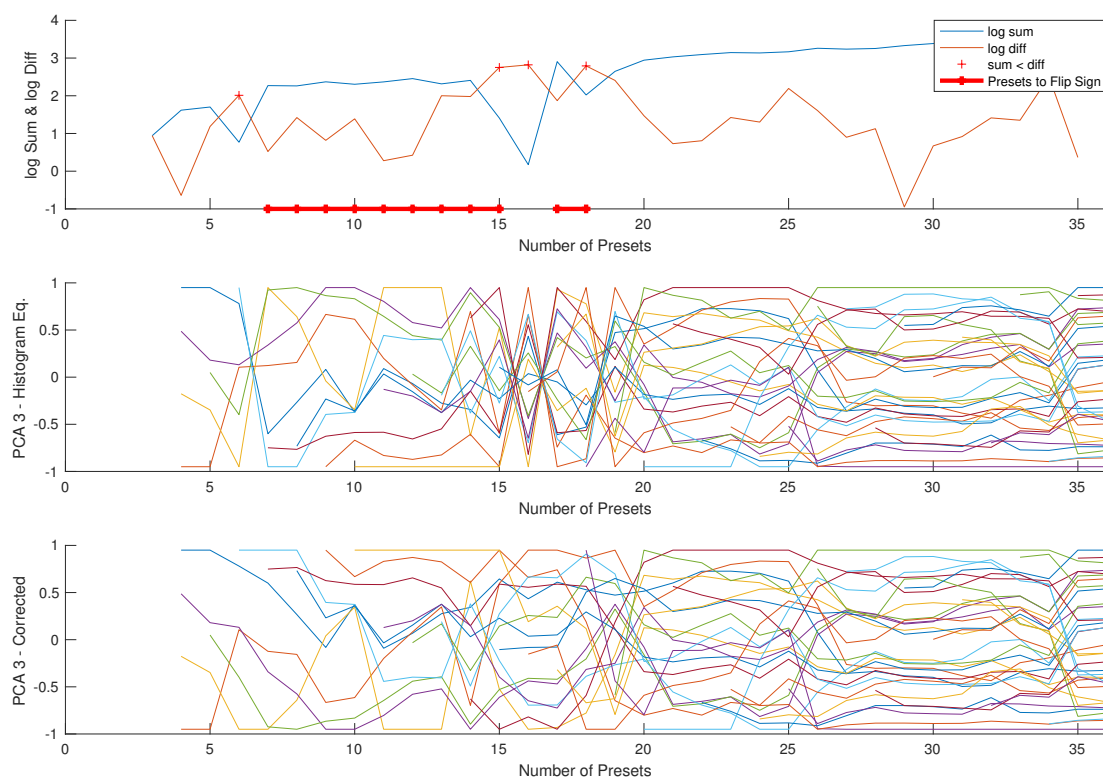 4
3
2
1
0
-1
log Sum & log Diff
0 5 10 15 20 25 30 35
Number of Presets
log sum
log diff
sum < diff
Presets to Flip Sign
1
0.5
0
-0.5
-1
PCA 3 - Histogram Eq.
0 5 10 15 20 25 30 35
Number of Presets
1
0.5
0
-0.5
-1
PCA 3 - Corrected
0 5 10 15 20 25 30 35
Number of Presets